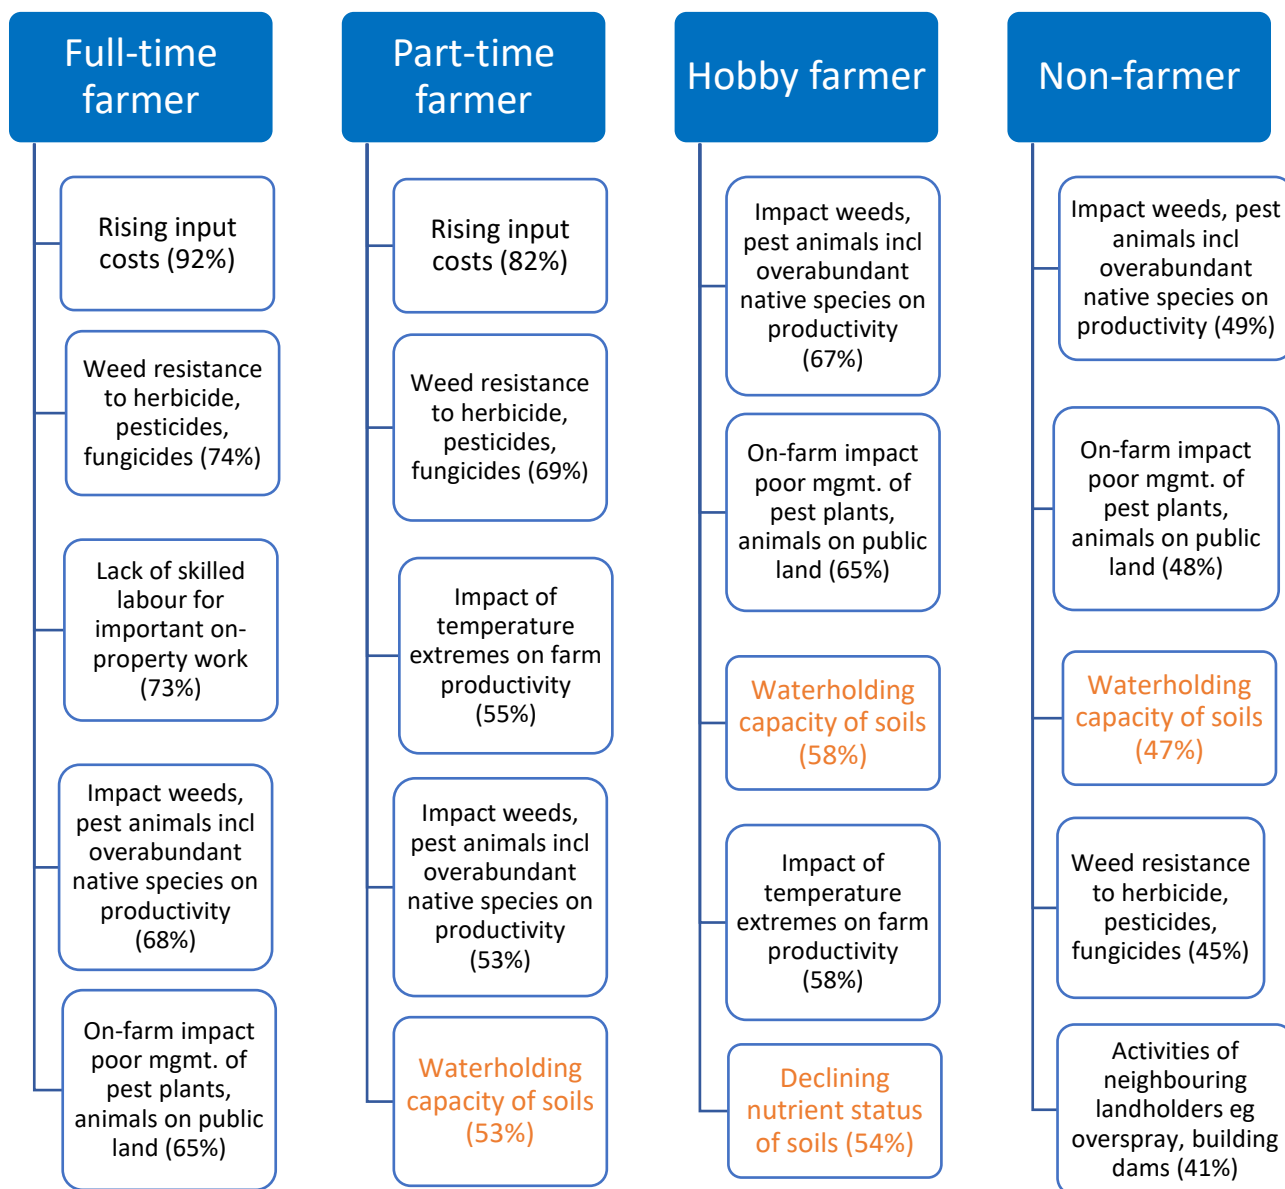 Full-time
farmer
Rising input
costs (92%)
Weed resistance
to herbicide,
pesticides,
fungicides (74%)
Lack of skilled
labour for
important on-
property work
(73%)
Impact weeds,
pest animals incl
overabundant
native species on
productivity
(68%)
On-farm impact
poor mgmt. of
pest plants,
animals on public
land (65%)
Part-time
farmer
Rising input
costs (82%)
Weed resistance
to herbicide,
pesticides,
fungicides (69%)
Impact of
temperature
extremes on farm
productivity
(55%)
Impact weeds,
pest animals incl
overabundant
native species on
productivity
(53%)
Waterholding
capacity of soils
(53%)
Hobby farmer
Impact weeds,
pest animals incl
overabundant
native species on
productivity
(67%)
On-farm impact
poor mgmt. of
pest plants,
animals on public
land (65%)
Waterholding
capacity of soils
(58%)
Impact of
temperature
extremes on farm
productivity
(58%)
Declining
nutrient status
of soils (54%)
Non-farmer
Impact weeds, pest
animals incl
overabundant
native species on
productivity (49%)
On-farm impact
poor mgmt. of
pest plants,
animals on public
land (48%)
Waterholding
capacity of soils
(47%)
Weed resistance
to herbicide,
pesticides,
fungicides (45%)
Activities of
neighbouring
landholders eg
overspray, building
dams (41%)